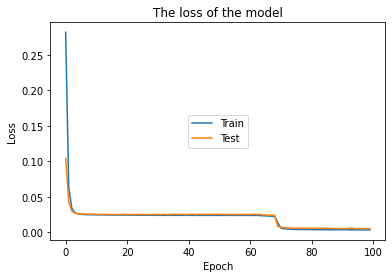 The loss of the model
Loss
0.25
0.20
0.15
0.10
0.05
0.00
Train
Test
0 20 40 60 80 100
Epoch